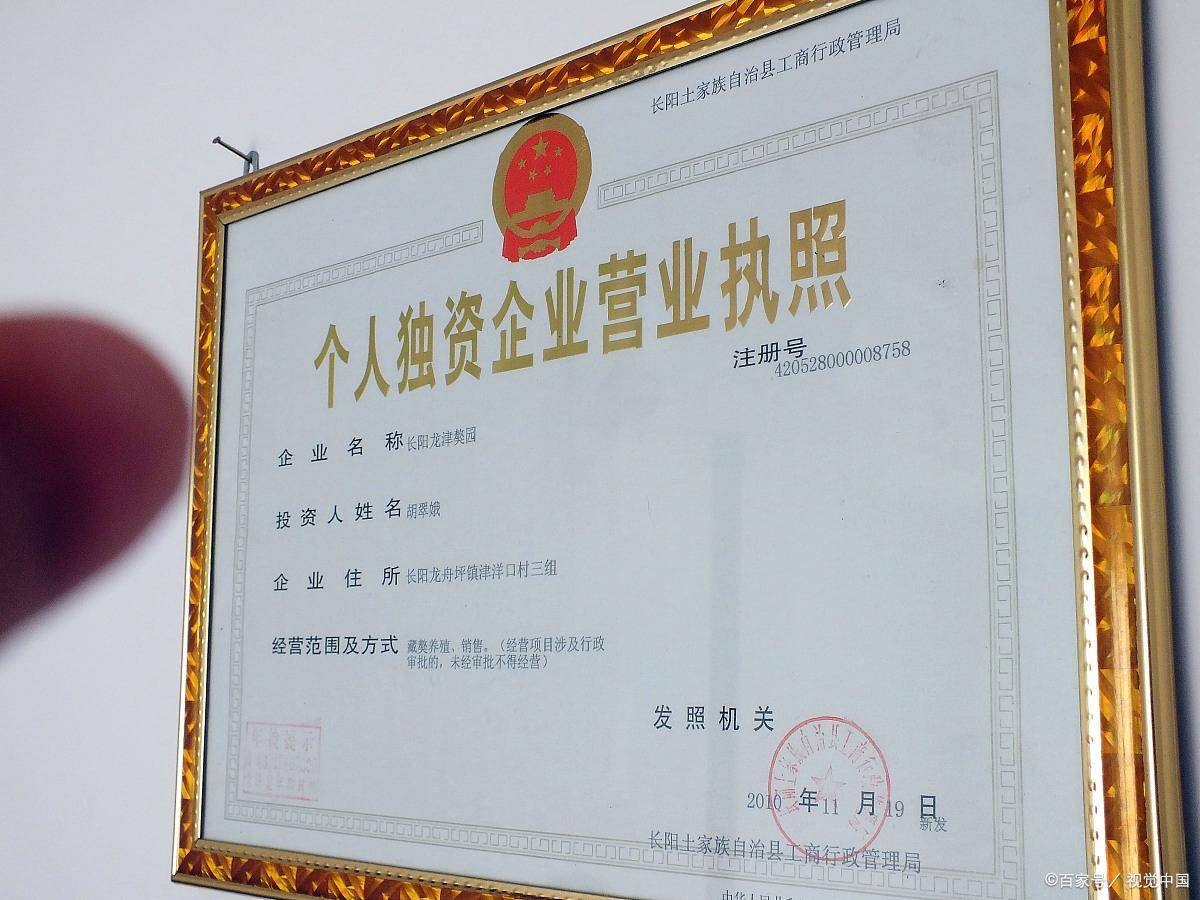 长阳土家族自治县工商行政管理局
个人独资企业营业执照
注册号 420528000008758
企业名称 长阳龙津獒园
投资人姓名 胡翠娥
企业住所 长阳龙舟坪镇津洋口村三组
经营范围及方式 藏獒养殖、销售。（经营项目涉及行政
审批的，未经审批不得经营）
发照机关
2010 年 11 月 19 日
新发
长阳土家族自治县工商行政管理局
©百家号／视觉中国